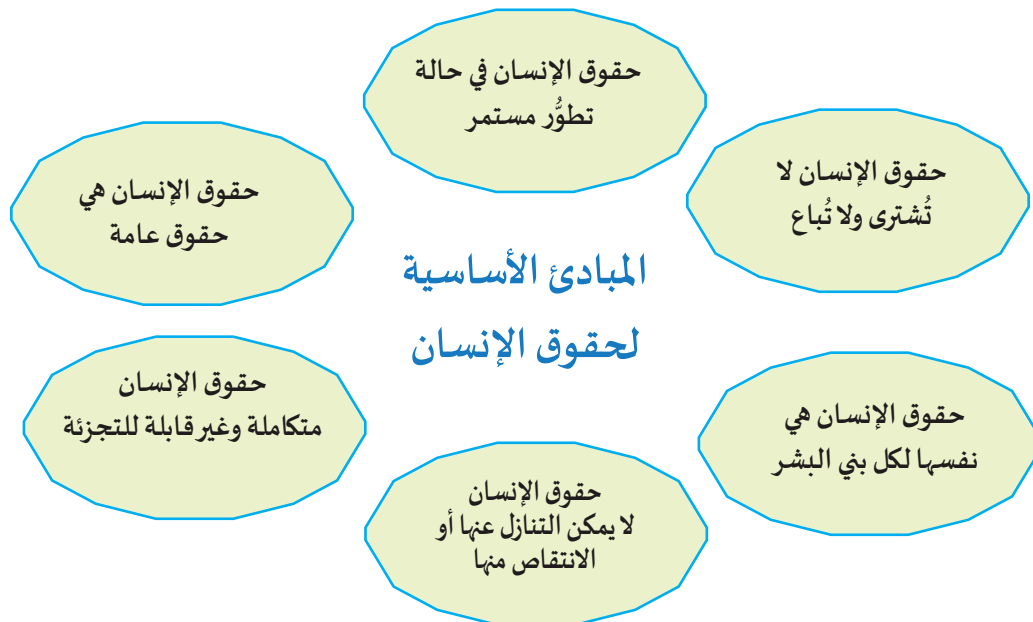 حقوق الإنسان في حالة
تطوُّر مستمر
حقوق الإنسان لا
تُشترى ولا تُباع
حقوق الإنسان هي
حقوق عامة
المبادئ الأساسية
لحقوق الإنسان
حقوق الإنسان هي
نفسها لكل بني البشر
حقوق الإنسان
متكاملة وغير قابلة للتجزئة
حقوق الإنسان
لا يمكن التنازل عنها أو
الانتقاص منها